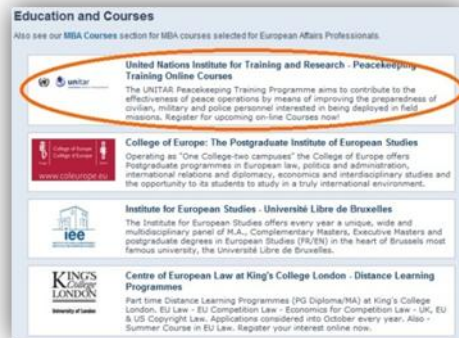 Education and Courses
Also see our MBA Courses section for MBA courses selected for European Affairs Professionals.
unitar
United Nations Institute for Training and Research - Peacekeeping
Training Online Courses
The UNITAR Peacekeeping Training Programme aims to contribute to the
effectiveness of peace operations by means of improving the preparedness of
civilian, military and police personnel interested in being deployed in field
missions. Register for upcoming on-line Courses now!
College of Europe
Collège d'Europe
www.coleurope.eu
College of Europe: The Postgraduate Institute of European Studies
Operating as "One College-two campuses" the College of Europe offers
Postgraduate programmes in European law, politics and administration,
international relations and diplomacy, economics and interdisciplinary studies and
the opportunity to its students to study in a truly international environment.
iee
Institute for European Studies - Université Libre de Bruxelles
The Institute for European Studies offers every year a unique, wide and
multidisciplinary panel of M.A., Complementary Masters, Executive Masters and
postgraduate degrees in European Studies (FR/EN) in the heart of Brussels most
famous university, the Université Libre de Bruxelles.
KING'S
College
LONDON
University of London
Centre of European Law at King's College London - Distance Learning
Programmes
Part time Distance Learning Programmes (PG Diploma/MA) at King's College
London. EU Law - EU Competition Law - Economics for Competition Law - UK, EU
& US Copyright Law. Applications considered into October every year. Also -
Summer Course in EU Law. Register your interest online now.